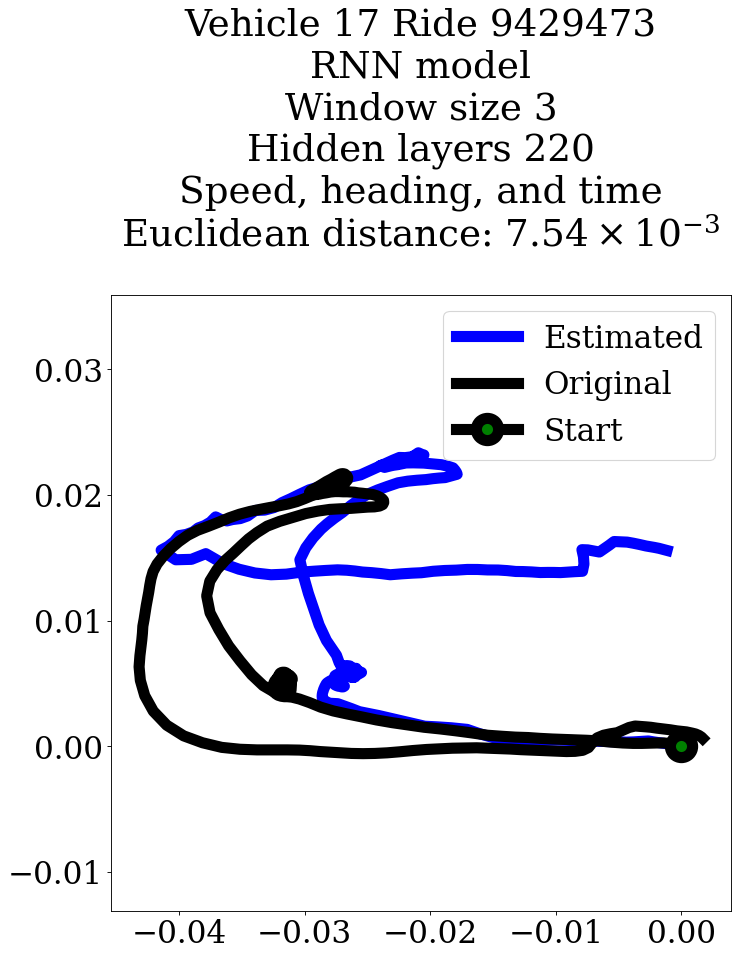 Vehicle 17 Ride 9429473
RNN model
Window size 3
Hidden layers 220
Speed, heading, and time
Euclidean distance: 7.54 × 10⁻³
Estimated
Original
Start
0.03
0.02
0.01
0.00
−0.01
−0.04
−0.03
−0.02
−0.01
0.00